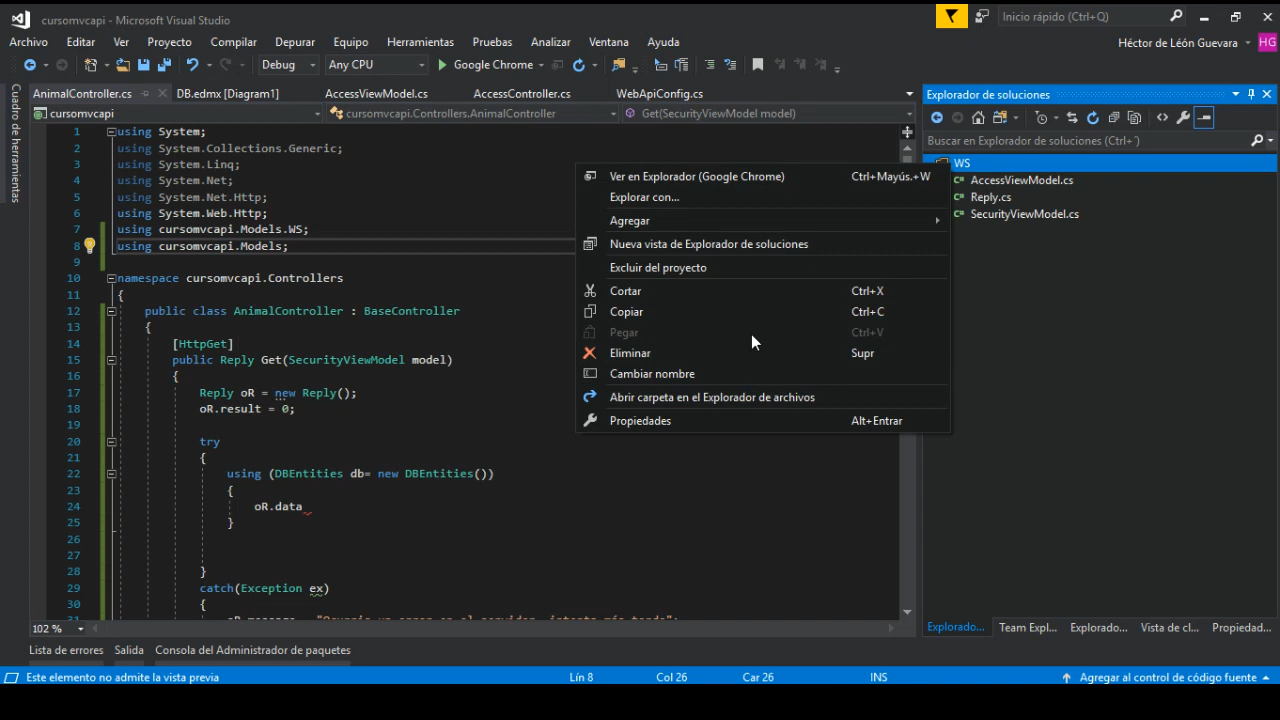 cursomvcapi - Microsoft Visual Studio
Inicio rápido (Ctrl+Q)
Archivo Editar Ver Proyecto Compilar Depurar Equipo Herramientas Pruebas Analizar Ventana Ayuda
Héctor de León Guevara HG
Debug Any CPU Google Chrome
Cuadro de herramientas
AnimalController.cs DB.edmx [Diagram1] AccessViewModel.cs AccessController.cs WebApiConfig.cs
cursomvcapi cursomvcapi.Controllers.AnimalController Get(SecurityViewModel model)
1 using System;
2 using System.Collections.Generic;
3 using System.Linq;
4 using System.Net;
5 using System.Net.Http;
6 using System.Web.Http;
7 using cursomvcapi.Models.WS;
8 using cursomvcapi.Models;
9
10 namespace cursomvcapi.Controllers
11 {
12 public class AnimalController : BaseController
13 {
14 [HttpGet]
15 public Reply Get(SecurityViewModel model)
16 {
17 Reply oR = new Reply();
18 oR.result = 0;
19
20 try
21 {
22 using (DBEntities db= new DBEntities())
23 {
24 oR.data
25 }
26
27
28 }
29 catch(Exception ex)
30 {
102 %
Ver en Explorador (Google Chrome) Ctrl+Mayús.+W
Explorar con...
Agregar
Nueva vista de Explorador de soluciones
Excluir del proyecto
Cortar Ctrl+X
Copiar Ctrl+C
Pegar Ctrl+V
Eliminar Supr
Cambiar nombre
Abrir carpeta en el Explorador de archivos
Propiedades Alt+Entrar
Explorador de soluciones
Buscar en Explorador de soluciones (Ctrl+´)
WS
AccessViewModel.cs
Reply.cs
SecurityViewModel.cs
Explorado... Team Expl... Explorado... Vista de cl... Propiedad...
Lista de errores Salida Consola del Administrador de paquetes
Este elemento no admite la vista previa Lín 8 Col 26 Car 26 INS Agregar al control de código fuente